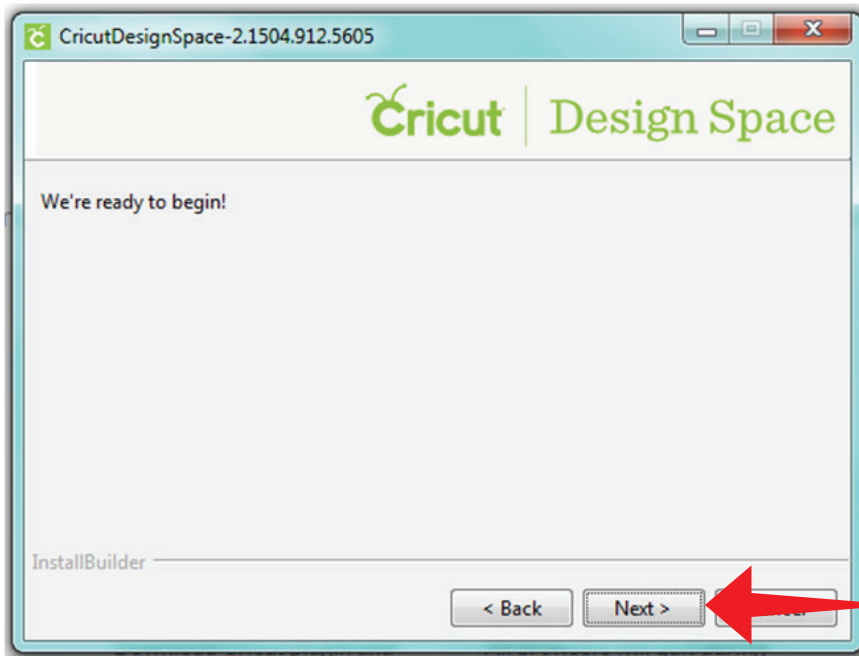 CricutDesignSpace-2.1504.912.5605
Cricut Design Space
We're ready to begin!
InstallBuilder
< Back Next >